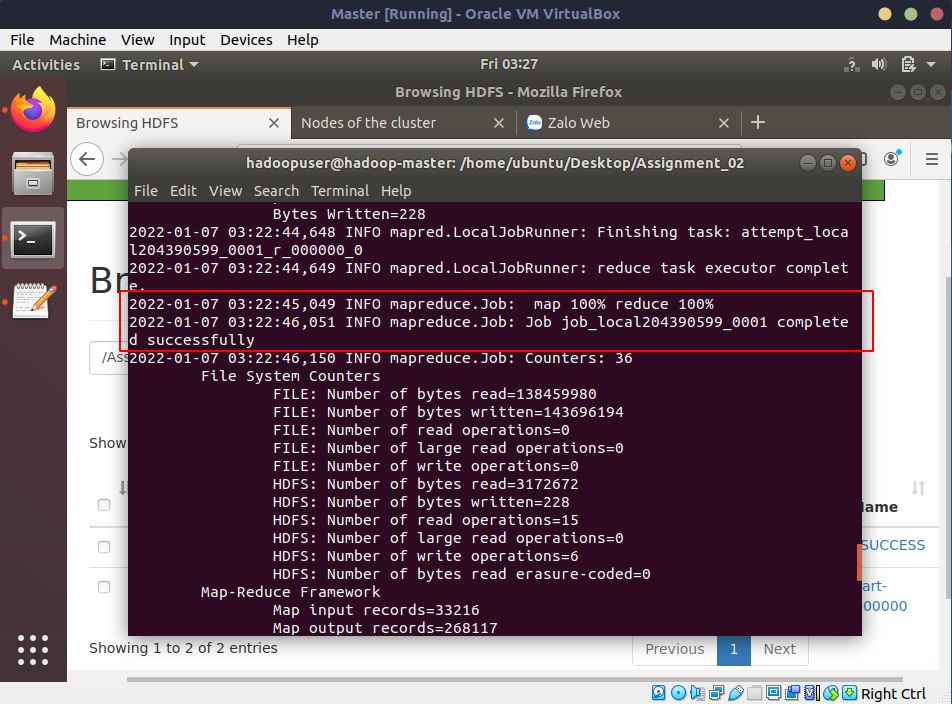 Master [Running] - Oracle VM VirtualBox
File Machine View Input Devices Help
Activities Terminal Fri 03:27
Browsing HDFS - Mozilla Firefox
Browsing HDFS Nodes of the cluster Zalo Web
hadoopuser@hadoop-master: /home/ubuntu/Desktop/Assignment_02
File Edit View Search Terminal Help
Bytes Written=228
2022-01-07 03:22:44,648 INFO mapred.LocalJobRunner: Finishing task: attempt_loca
l204390599_0001_r_000000_0
2022-01-07 03:22:44,649 INFO mapred.LocalJobRunner: reduce task executor complet
e.
2022-01-07 03:22:45,049 INFO mapreduce.Job:  map 100% reduce 100%
2022-01-07 03:22:46,051 INFO mapreduce.Job: Job job_local204390599_0001 complete
d successfully
2022-01-07 03:22:46,150 INFO mapreduce.Job: Counters: 36
File System Counters
FILE: Number of bytes read=138459980
FILE: Number of bytes written=143696194
FILE: Number of read operations=0
FILE: Number of large read operations=0
FILE: Number of write operations=0
HDFS: Number of bytes read=3172672
HDFS: Number of bytes written=228
HDFS: Number of read operations=15
HDFS: Number of large read operations=0
HDFS: Number of write operations=6
HDFS: Number of bytes read erasure-coded=0
Map-Reduce Framework
Map input records=33216
Map output records=268117
Br
/Ass
Show
ame
SUCCESS
art-
00000
Showing 1 to 2 of 2 entries
Previous 1 Next
Right Ctrl